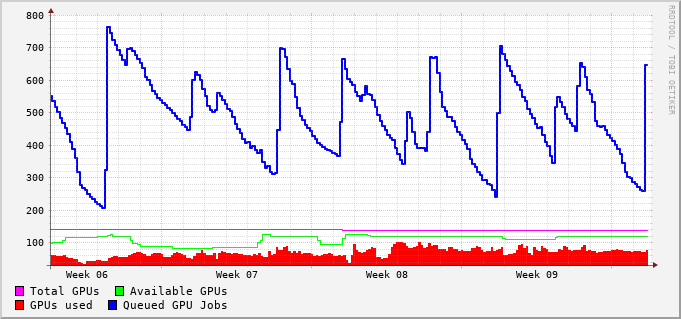 800
700
600
500
400
300
200
100
Week 06 Week 07 Week 08 Week 09
Total GPUs Available GPUs
GPUs used Queued GPU Jobs
RRDTOOL / TOBI OETIKER